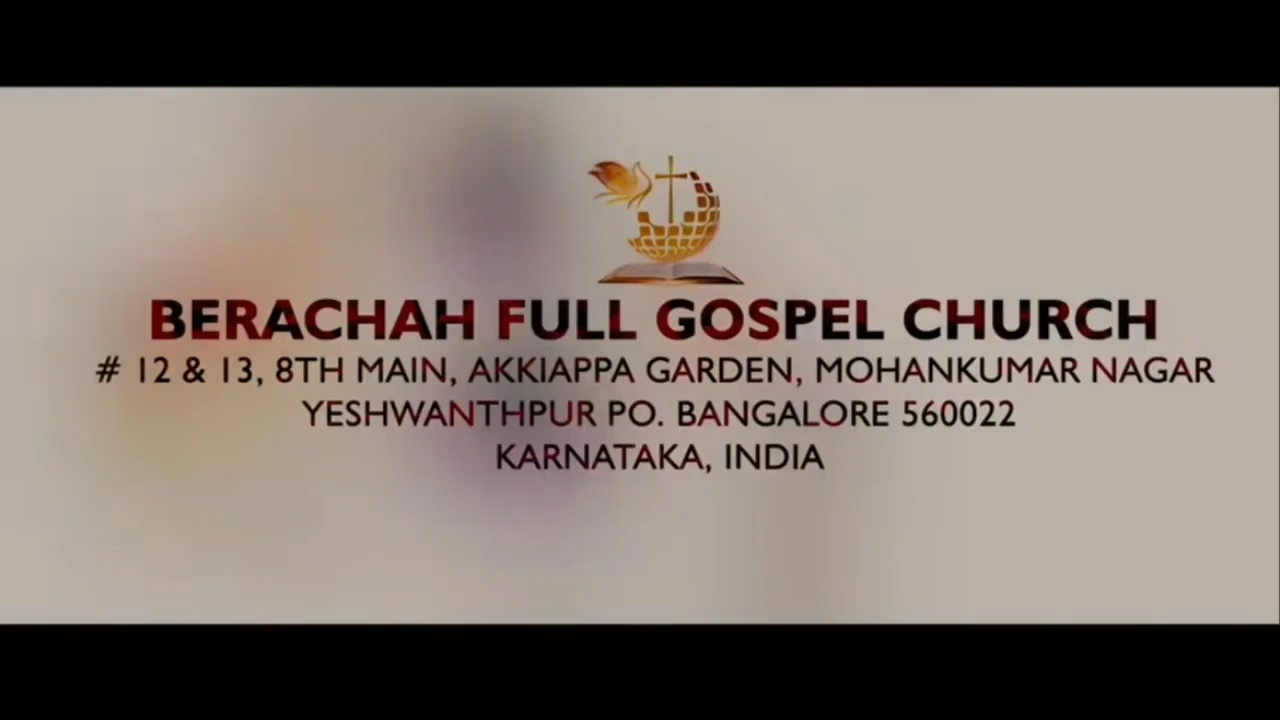 BERACHAH FULL GOSPEL CHURCH
# 12 & 13, 8TH MAIN, AKKIAPPA GARDEN, MOHANKUMAR NAGAR
YESHWANTHPUR PO. BANGALORE 560022
KARNATAKA, INDIA